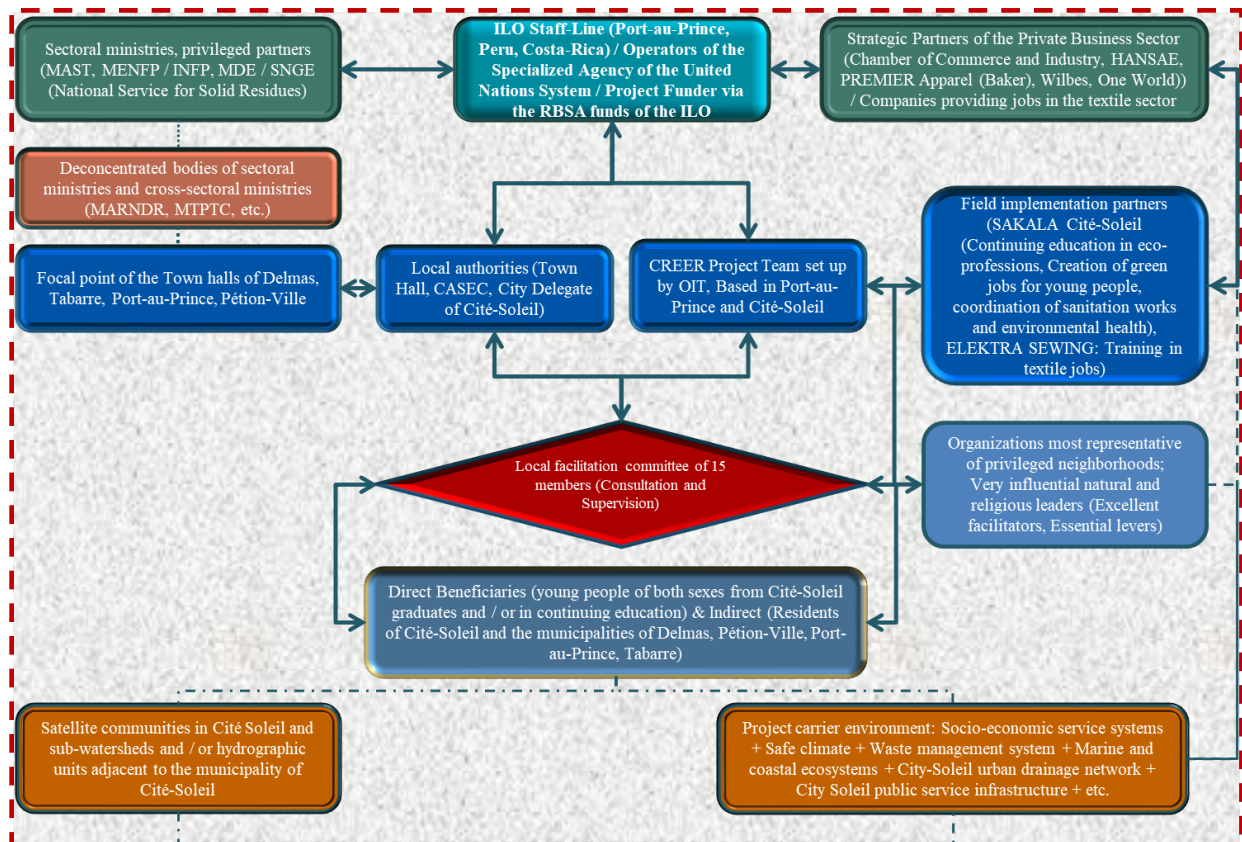 Sectoral ministries, privileged partners
(MAST, MENFP / INFP, MDE / SNGE
(National Service for Solid Residues)
ILO Staff-Line (Port-au-Prince,
Peru, Costa-Rica) / Operators of the
Specialized Agency of the United
Nations System / Project Funder via
the RBSA funds of the ILO
Strategic Partners of the Private Business Sector
(Chamber of Commerce and Industry, HANSAE,
PREMIER Apparel (Baker), Wilbes, One World))
/ Companies providing jobs in the textile sector
Deconcentrated bodies of sectoral
ministries and cross-sectoral ministries
(MARNDR, MTPTC, etc.)
Focal point of the Town halls of Delmas,
Tabarre, Port-au-Prince, Pétion-Ville
Local authorities (Town
Hall, CASEC, City Delegate
of Cité-Soleil)
CREER Project Team set up
by OIT, Based in Port-au-
Prince and Cité-Soleil
Field implementation partners
(SAKALA Cité-Soleil
(Continuing education in eco-
professions, Creation of green
jobs for young people,
coordination of sanitation works
and environmental health),
ELEKTRA SEWING: Training in
textile jobs)
Local facilitation committee of 15
members (Consultation and
Supervision)
Organizations most representative
of privileged neighborhoods;
Very influential natural and
religious leaders (Excellent
facilitators, Essential levers)
Direct Beneficiaries (young people of both sexes from Cité-Soleil
graduates and / or in continuing education) & Indirect (Residents
of Cité-Soleil and the municipalities of Delmas, Pétion-Ville, Port-
au-Prince, Tabarre)
Satellite communities in Cité Soleil and
sub-watersheds and / or hydrographic
units adjacent to the municipality of
Cité-Soleil
Project carrier environment: Socio-economic service systems
+ Safe climate + Waste management system + Marine and
coastal ecosystems + City-Soleil urban drainage network +
City Soleil public service infrastructure + etc.